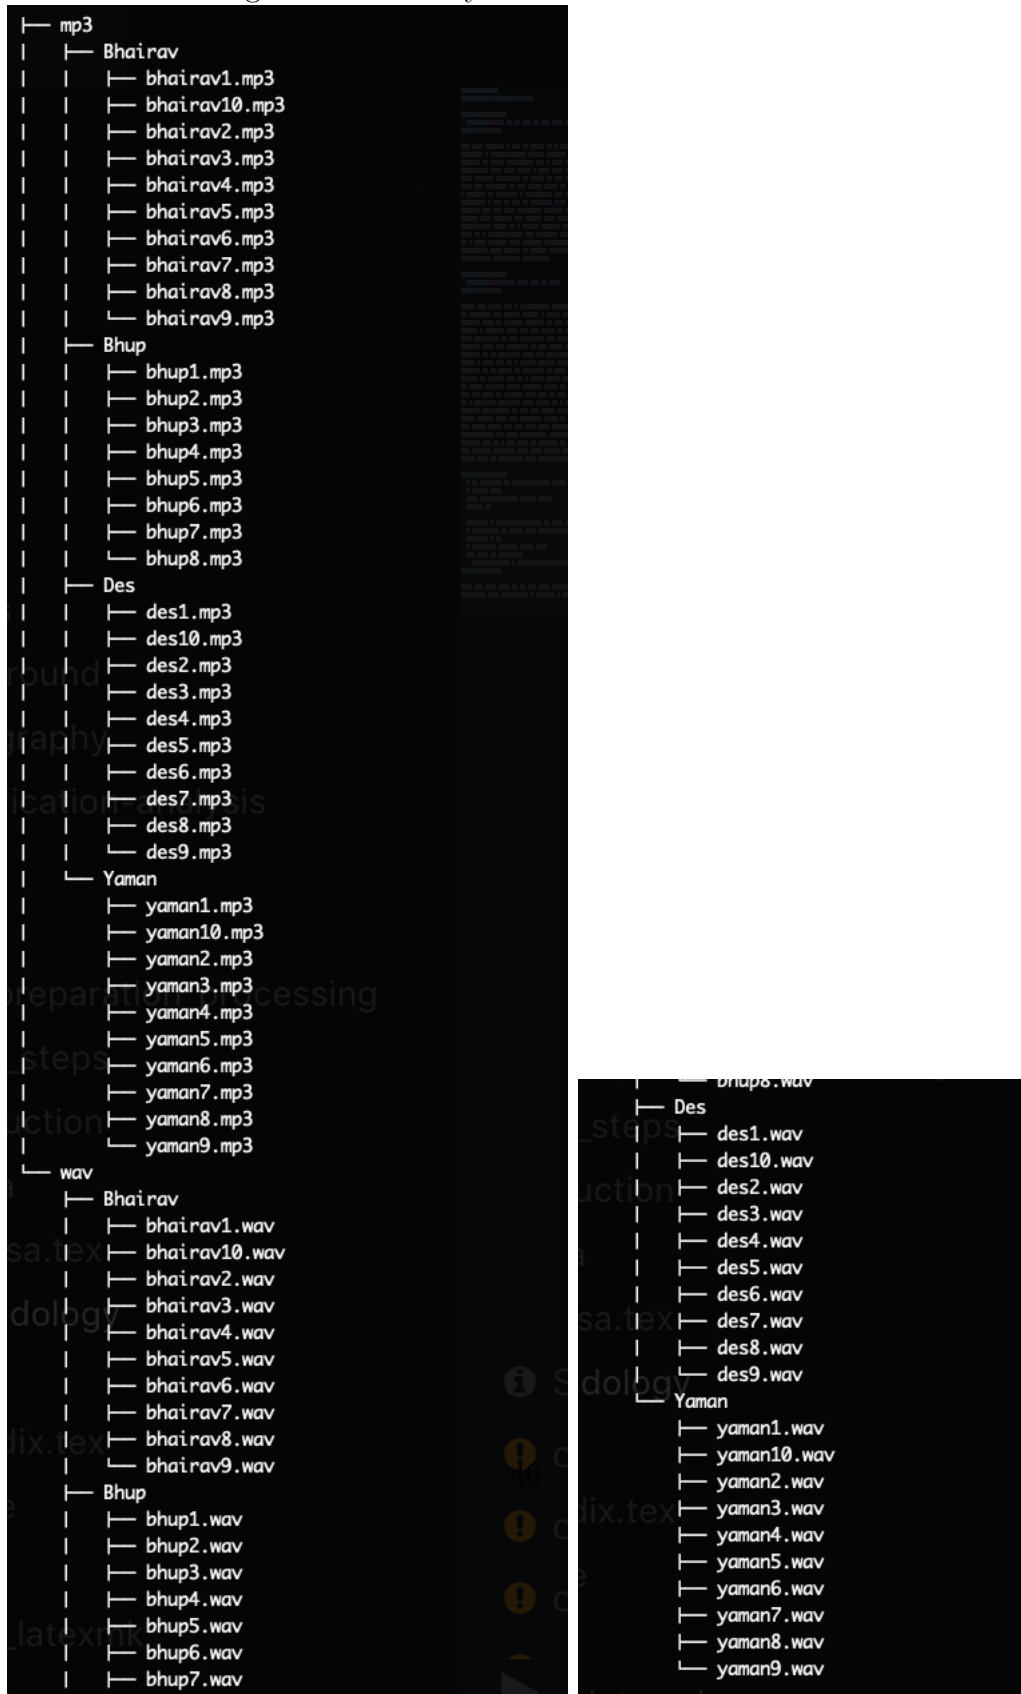 ├── mp3
│   ├── Bhairav
│   │   ├── bhairav1.mp3
│   │   ├── bhairav10.mp3
│   │   ├── bhairav2.mp3
│   │   ├── bhairav3.mp3
│   │   ├── bhairav4.mp3
│   │   ├── bhairav5.mp3
│   │   ├── bhairav6.mp3
│   │   ├── bhairav7.mp3
│   │   ├── bhairav8.mp3
│   │   └── bhairav9.mp3
│   ├── Bhup
│   │   ├── bhup1.mp3
│   │   ├── bhup2.mp3
│   │   ├── bhup3.mp3
│   │   ├── bhup4.mp3
│   │   ├── bhup5.mp3
│   │   ├── bhup6.mp3
│   │   ├── bhup7.mp3
│   │   └── bhup8.mp3
│   ├── Des
│   │   ├── des1.mp3
│   │   ├── des10.mp3
│   │   ├── des2.mp3
│   │   ├── des3.mp3
│   │   ├── des4.mp3
│   │   ├── des5.mp3
│   │   ├── des6.mp3
│   │   ├── des7.mp3
│   │   ├── des8.mp3
│   │   └── des9.mp3
│   └── Yaman
│       ├── yaman1.mp3
│       ├── yaman10.mp3
│       ├── yaman2.mp3
│       ├── yaman3.mp3
│       ├── yaman4.mp3
│       ├── yaman5.mp3
│       ├── yaman6.mp3
│       ├── yaman7.mp3
│       ├── yaman8.mp3
│       └── yaman9.mp3
└── wav
    ├── Bhairav
    │   ├── bhairav1.wav
    │   ├── bhairav10.wav
    │   ├── bhairav2.wav
    │   ├── bhairav3.wav
    │   ├── bhairav4.wav
    │   ├── bhairav5.wav
    │   ├── bhairav6.wav
    │   ├── bhairav7.wav
    │   ├── bhairav8.wav
    │   └── bhairav9.wav
    ├── Bhup
    │   ├── bhup1.wav
    │   ├── bhup2.wav
    │   ├── bhup3.wav
    │   ├── bhup4.wav
    │   ├── bhup5.wav
    │   ├── bhup6.wav
    │   ├── bhup7.wav
    │   └── bhup8.wav
    ├── Des
    │   ├── des1.wav
    │   ├── des10.wav
    │   ├── des2.wav
    │   ├── des3.wav
    │   ├── des4.wav
    │   ├── des5.wav
    │   ├── des6.wav
    │   ├── des7.wav
    │   ├── des8.wav
    │   └── des9.wav
    └── Yaman
        ├── yaman1.wav
        ├── yaman10.wav
        ├── yaman2.wav
        ├── yaman3.wav
        ├── yaman4.wav
        ├── yaman5.wav
        ├── yaman6.wav
        ├── yaman7.wav
        ├── yaman8.wav
        └── yaman9.wav
46